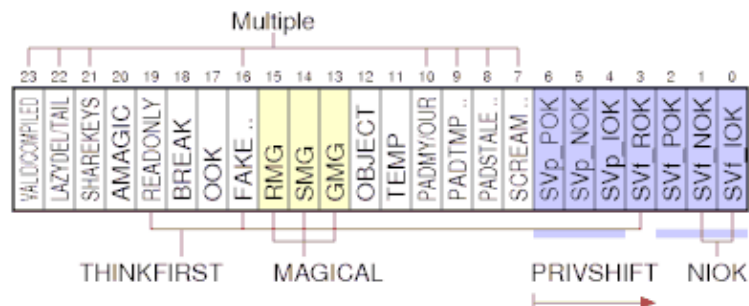 Multiple
23 22 21 20 19 18 17 16 15 14 13 12 11 10 9 8 7 6 5 4 3 2 1 0
VALID/COMPILED
LAZYDEL/TAIL
SHAREKEYS
AMAGIC
READONLY
BREAK
OOK
FAKE ..
RMG
SMG
GMG
OBJECT
TEMP
PADMY/OUR
PADTMP ..
PADSTALE ..
SCREAM ..
SVp_POK
SVp_NOK
SVp_IOK
SVf_ROK
SVf_POK
SVf_NOK
SVf_IOK
THINKFIRST MAGICAL PRIVSHIFT NIOK